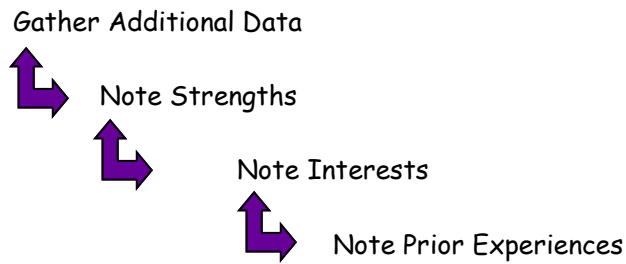 Gather Additional Data
Note Strengths
Note Interests
Note Prior Experiences